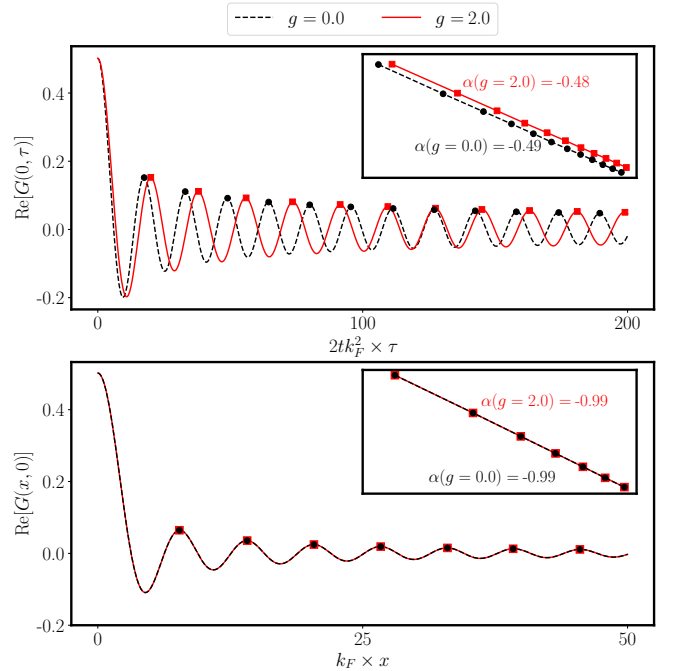 g = 0.0 g = 2.0
α(g = 2.0) = -0.48
α(g = 0.0) = -0.49
Re[G(0, τ)]
0.4
0.2
0.0
-0.2
0 100 200
2tk_F^2 × τ
α(g = 2.0) = -0.99
α(g = 0.0) = -0.99
Re[G(x, 0)]
0.4
0.2
0.0
-0.2
0 25 50
k_F × x